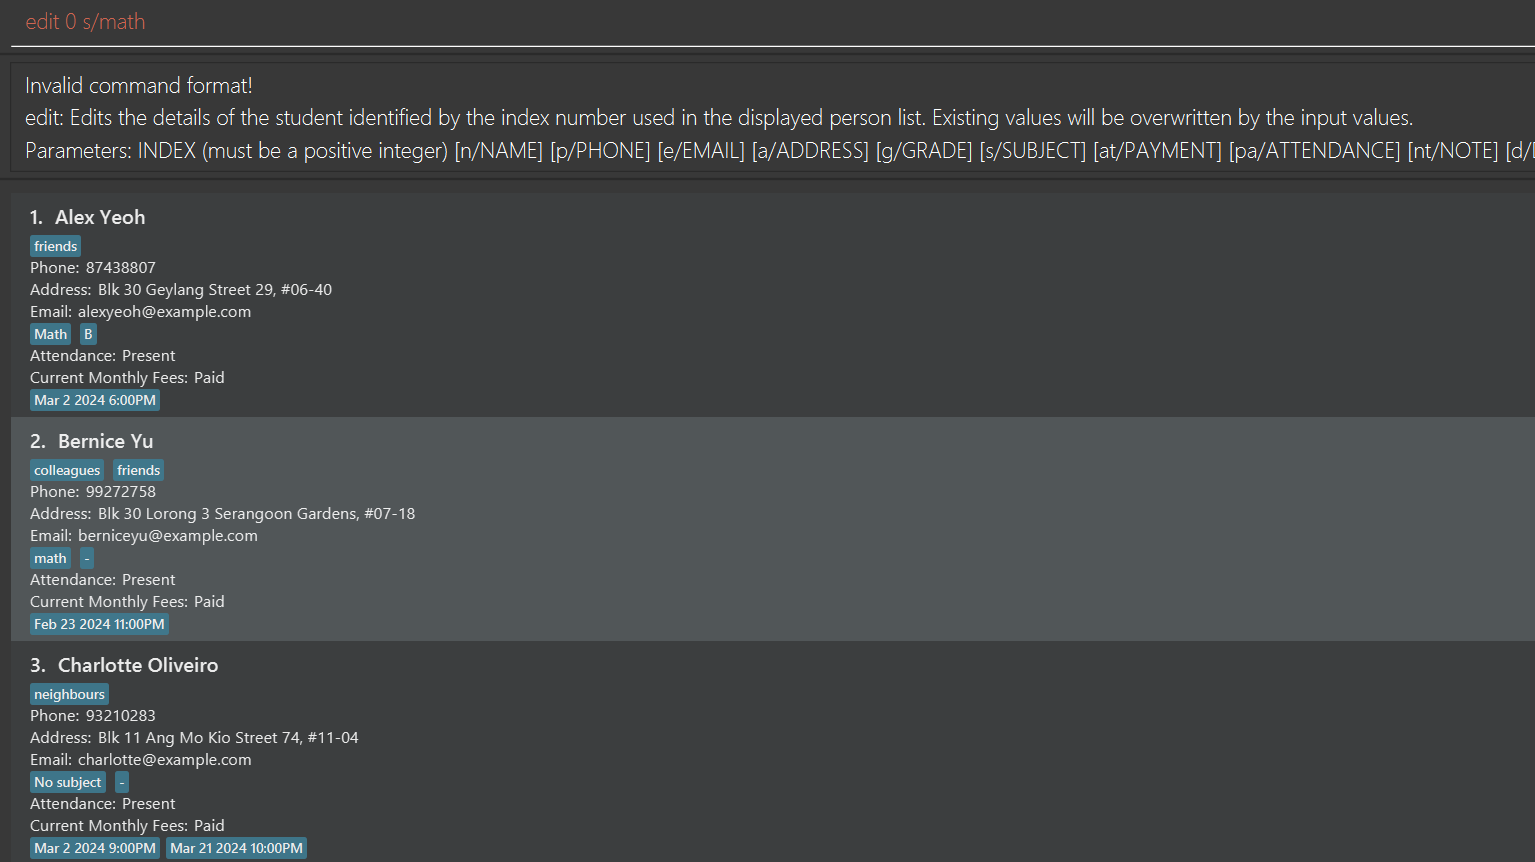 edit 0 s/math
Invalid command format!
edit: Edits the details of the student identified by the index number used in the displayed person list. Existing values will be overwritten by the input values.
Parameters: INDEX (must be a positive integer) [n/NAME] [p/PHONE] [e/EMAIL] [a/ADDRESS] [g/GRADE] [s/SUBJECT] [at/PAYMENT] [pa/ATTENDANCE] [nt/NOTE] [d/
1. Alex Yeoh
friends
Phone: 87438807
Address: Blk 30 Geylang Street 29, #06-40
Email: alexyeoh@example.com
Math B
Attendance: Present
Current Monthly Fees: Paid
Mar 2 2024 6:00PM
2. Bernice Yu
colleagues friends
Phone: 99272758
Address: Blk 30 Lorong 3 Serangoon Gardens, #07-18
Email: berniceyu@example.com
math -
Attendance: Present
Current Monthly Fees: Paid
Feb 23 2024 11:00PM
3. Charlotte Oliveiro
neighbours
Phone: 93210283
Address: Blk 11 Ang Mo Kio Street 74, #11-04
Email: charlotte@example.com
No subject -
Attendance: Present
Current Monthly Fees: Paid
Mar 2 2024 9:00PM Mar 21 2024 10:00PM